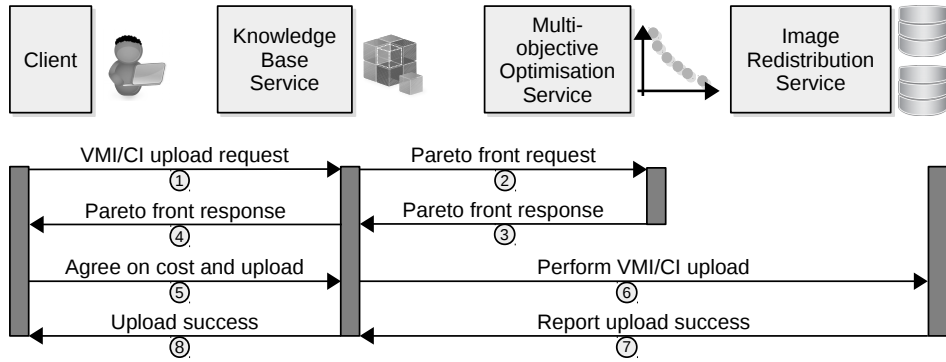 Client
Knowledge
Base
Service
Multi-
objective
Optimisation
Service
Image
Redistribution
Service
VMI/CI upload request
1
Pareto front request
2
Pareto front response
3
Pareto front response
4
Agree on cost and upload
5
Perform VMI/CI upload
6
Report upload success
7
Upload success
8